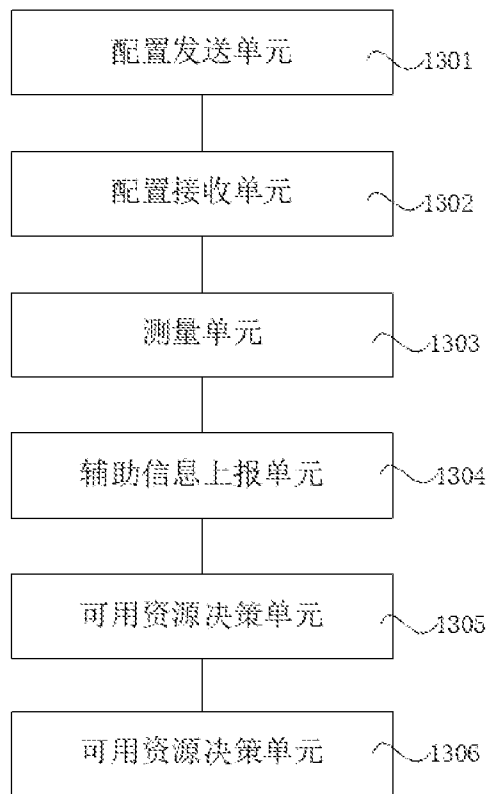 配置发送单元 1301
配置接收单元 1302
测量单元 1303
辅助信息上报单元 1304
可用资源决策单元 1305
可用资源决策单元 1306